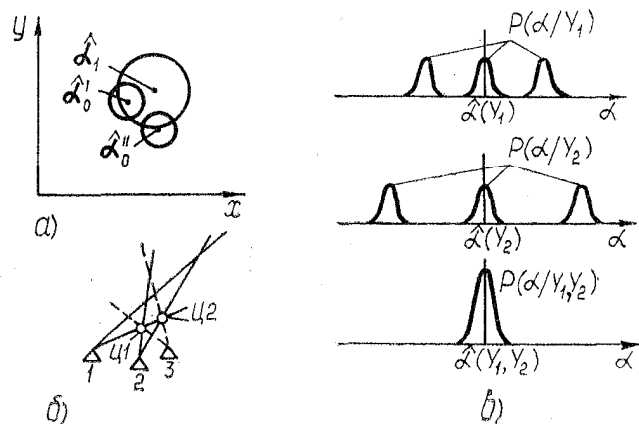 y
α̂₁
α̂₀'
α̂₀"
x
а)
Ц2
Ц1
1 2 3
б)
P(α/Y₁)
α̂(Y₁)
α
P(α/Y₂)
α̂(Y₂)
α
P(α/Y₁,Y₂)
α̂(Y₁,Y₂)
α
в)